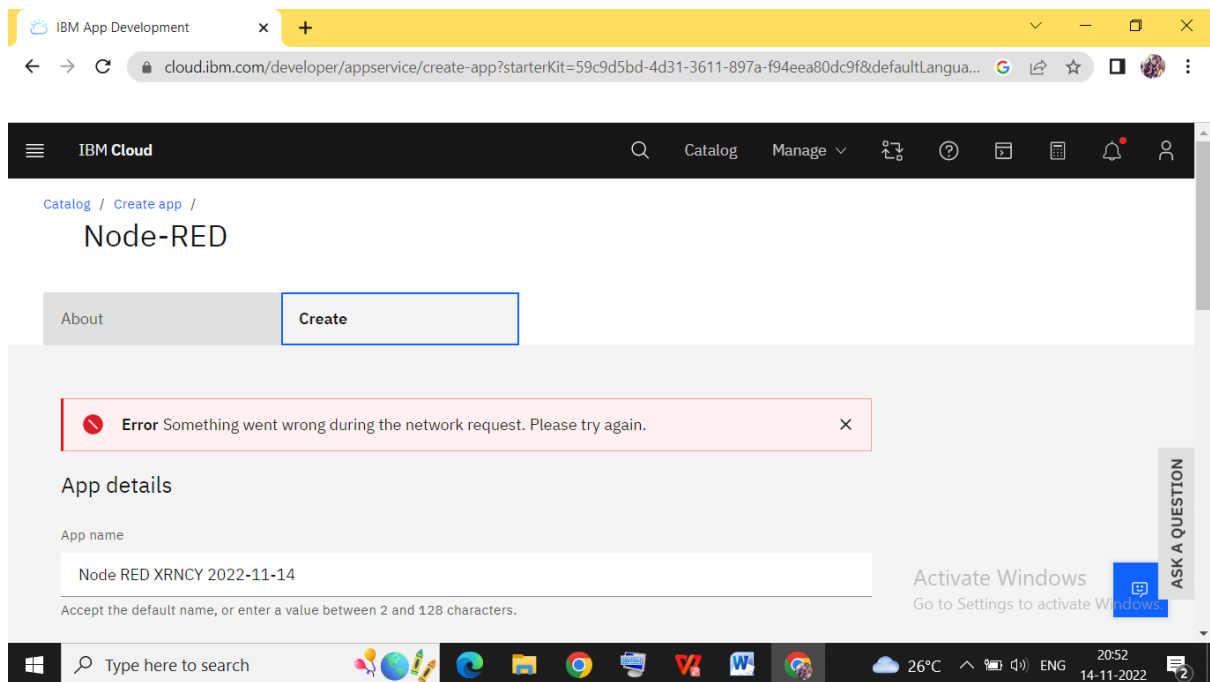 IBM App Development
cloud.ibm.com/developer/appservice/create-app?starterKit=59c9d5bd-4d31-3611-897a-f94eea80dc9f&defaultLangua...
IBM Cloud
Catalog
Manage
Catalog / Create app /
Node-RED
About
Create
Error Something went wrong during the network request. Please try again.
App details
App name
Node RED XRNCY 2022-11-14
Accept the default name, or enter a value between 2 and 128 characters.
ASK A QUESTION
Activate Windows
Go to Settings to activate Windows.
Type here to search
26°C
ENG
20:52
14-11-2022
2